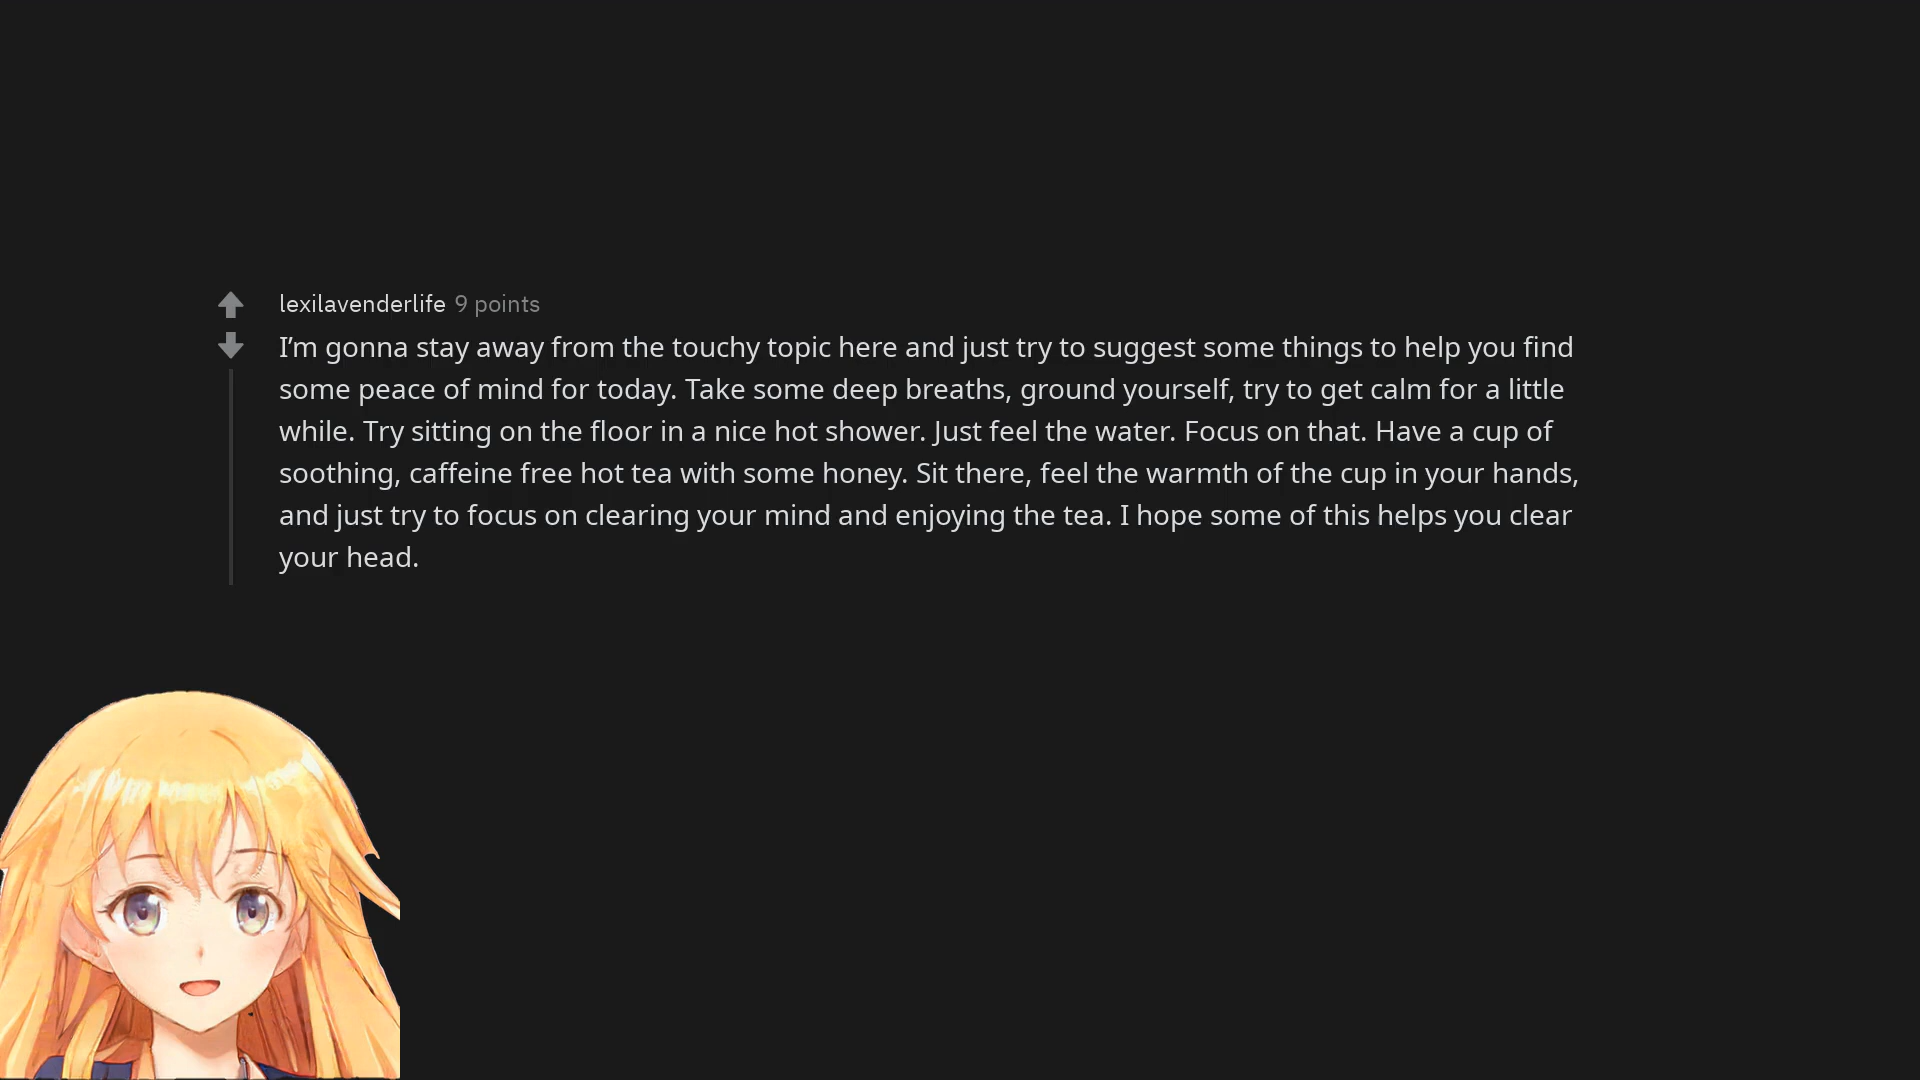 lexilavenderlife 9 points
I’m gonna stay away from the touchy topic here and just try to suggest some things to help you find
some peace of mind for today. Take some deep breaths, ground yourself, try to get calm for a little
while. Try sitting on the floor in a nice hot shower. Just feel the water. Focus on that. Have a cup of
soothing, caffeine free hot tea with some honey. Sit there, feel the warmth of the cup in your hands,
and just try to focus on clearing your mind and enjoying the tea. I hope some of this helps you clear
your head.